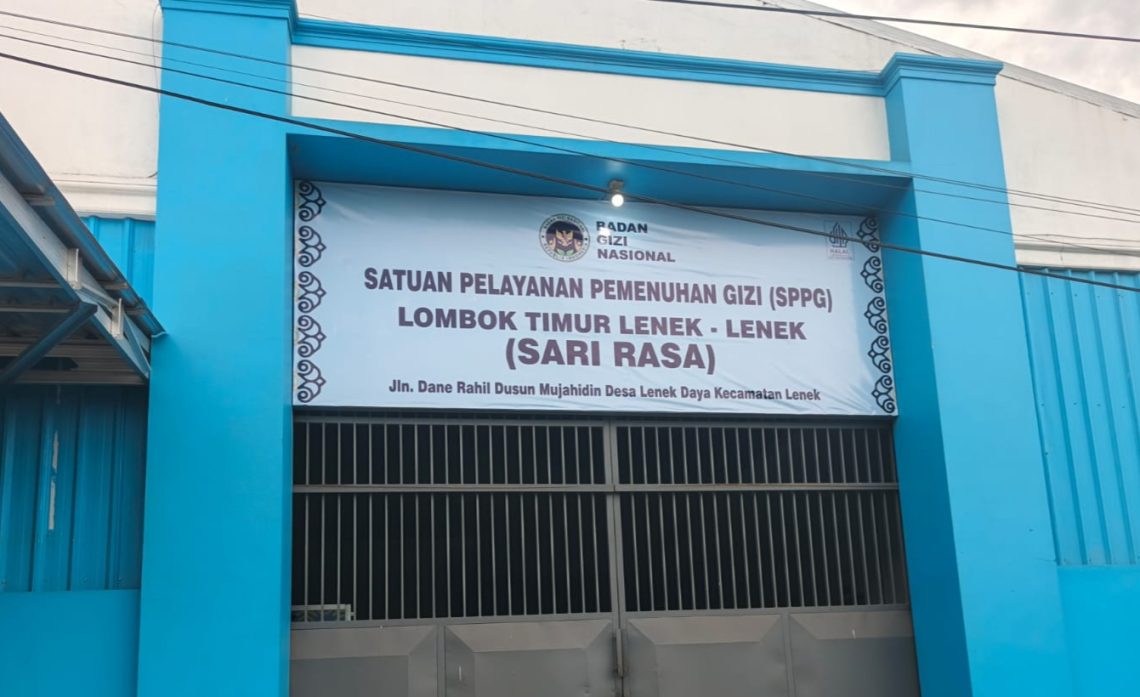 BADAN
GIZI
NASIONAL
HALAL
SATUAN PELAYANAN PEMENUHAN GIZI (SPPG)
LOMBOK TIMUR LENEK - LENEK
(SARI RASA)
Jln. Dane Rahil Dusun Mujahidin Desa Lenek Daya Kecamatan Lenek